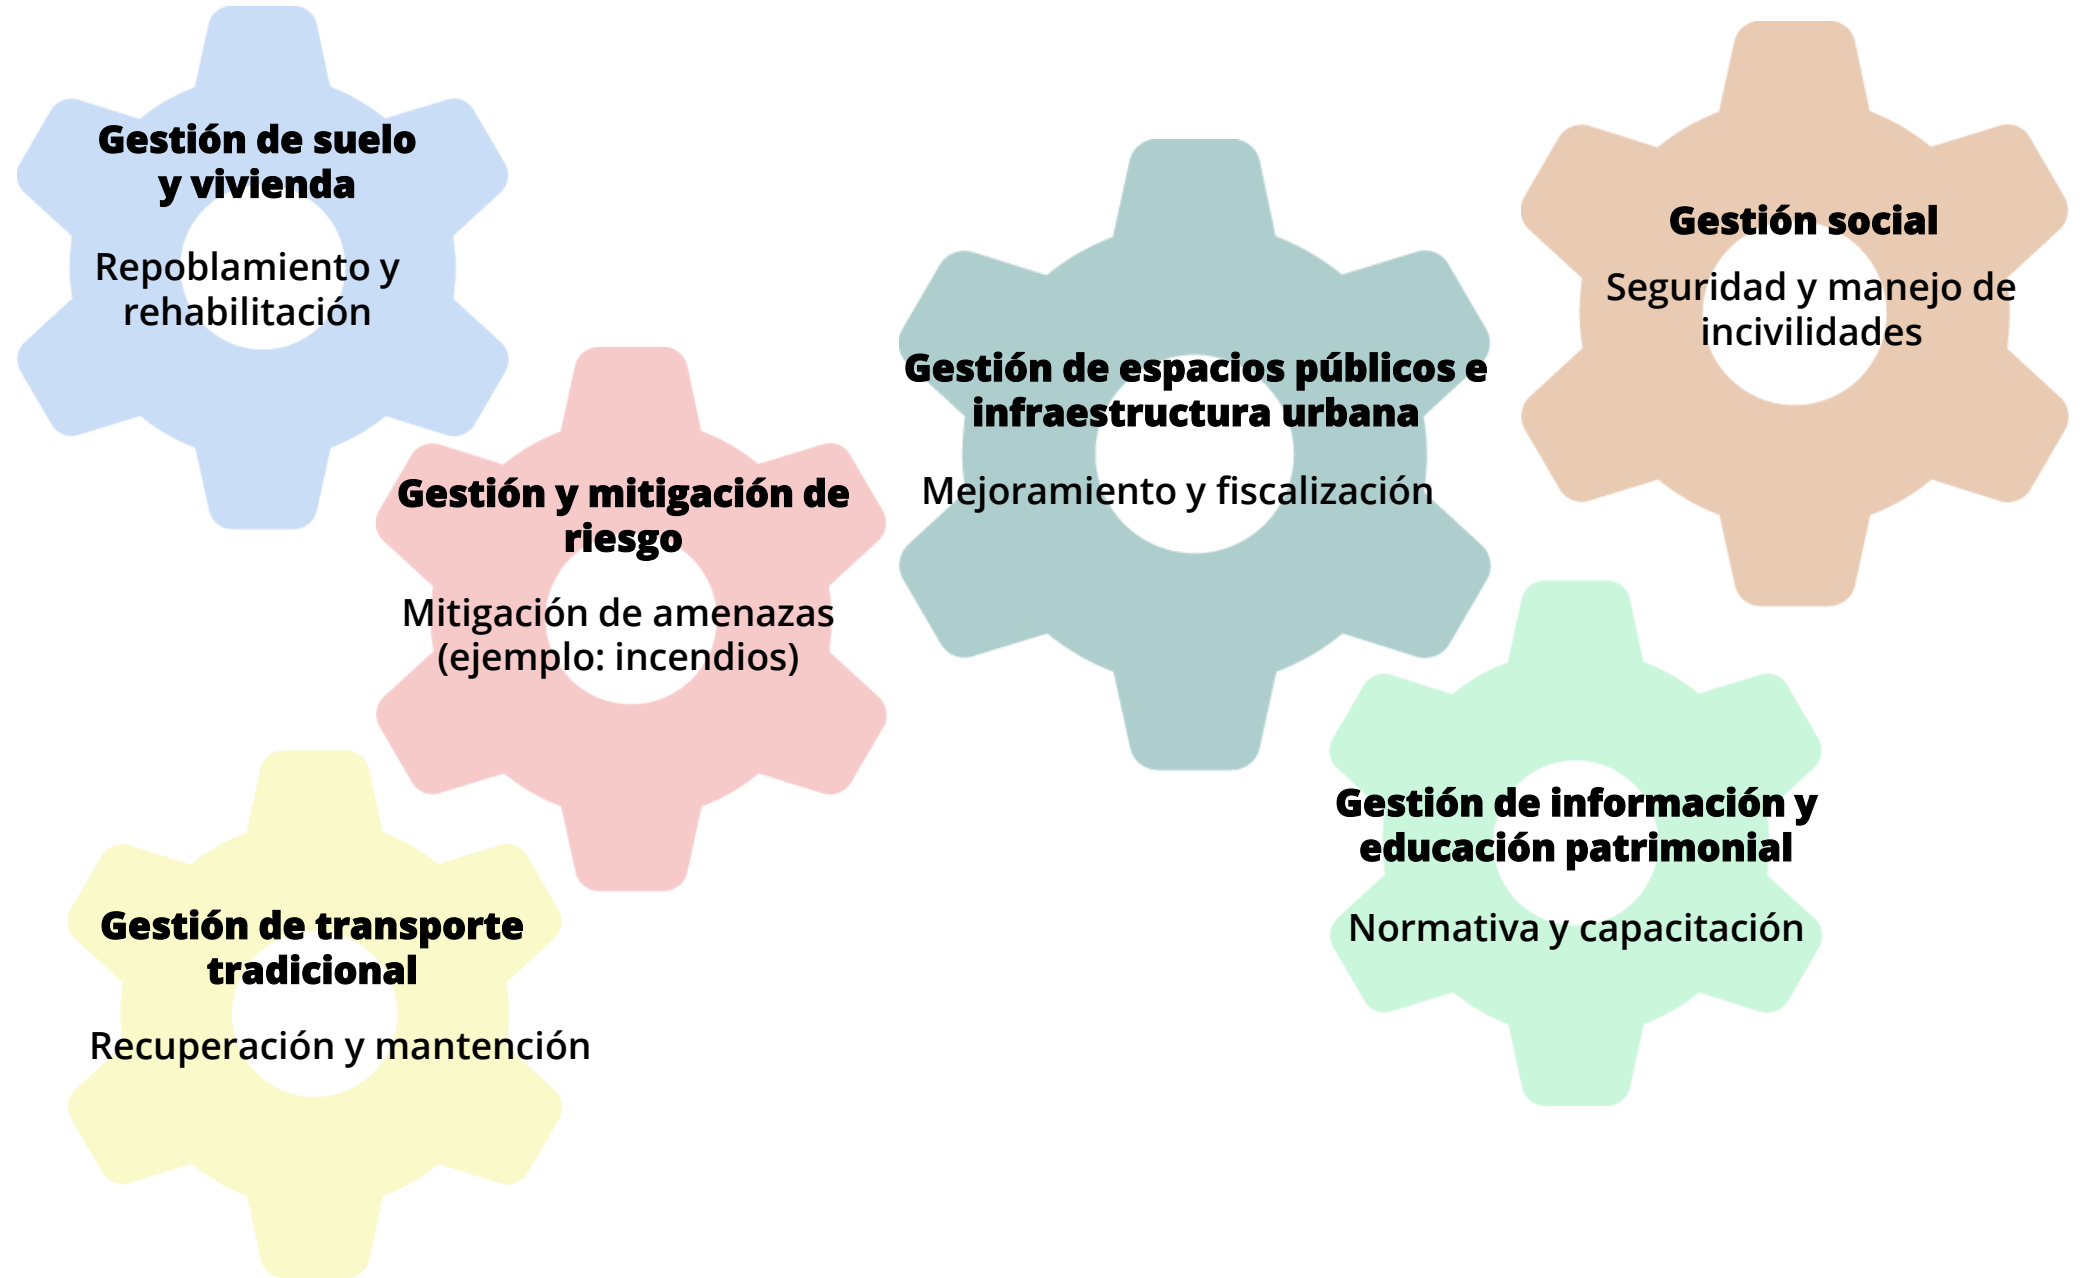 Gestión de suelo
y vivienda
Repoblamiento y
rehabilitación
Gestión y mitigación de
riesgo
Mitigación de amenazas
(ejemplo: incendios)
Gestión de transporte
tradicional
Recuperación y mantención
Gestión de espacios públicos e
infraestructura urbana
Mejoramiento y fiscalización
Gestión social
Seguridad y manejo de
incivilidades
Gestión de información y
educación patrimonial
Normativa y capacitación